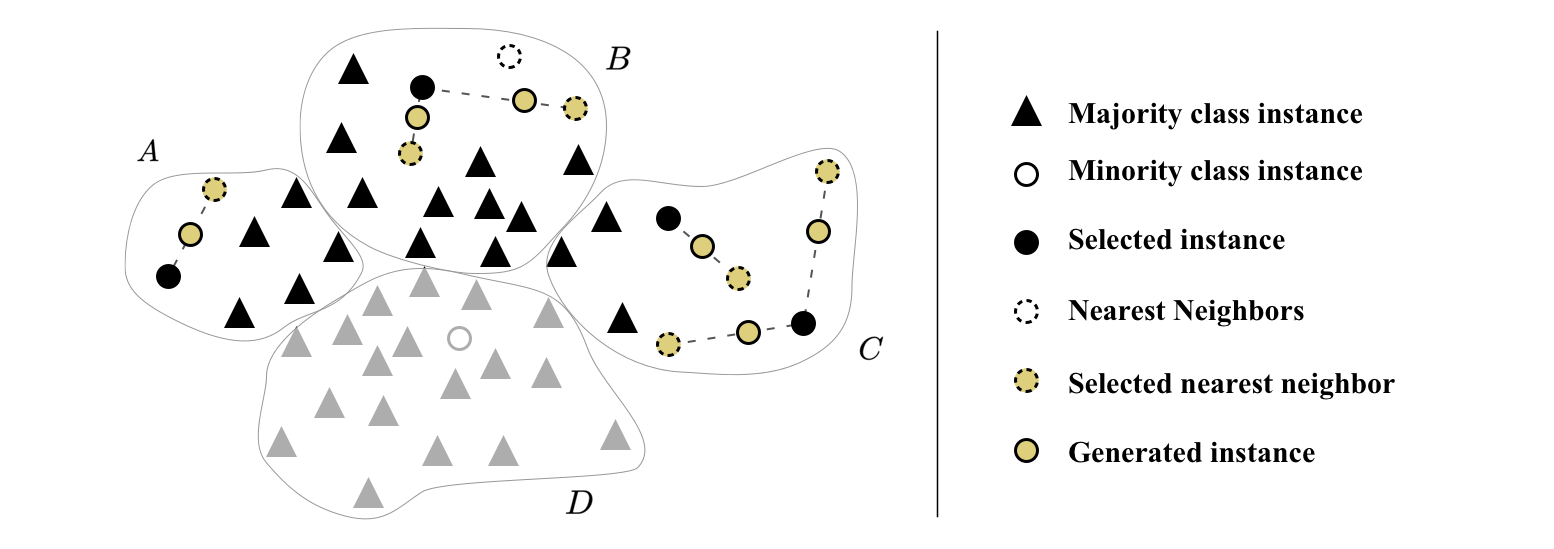 A
B
C
D
Majority class instance
Minority class instance
Selected instance
Nearest Neighbors
Selected nearest neighbor
Generated instance